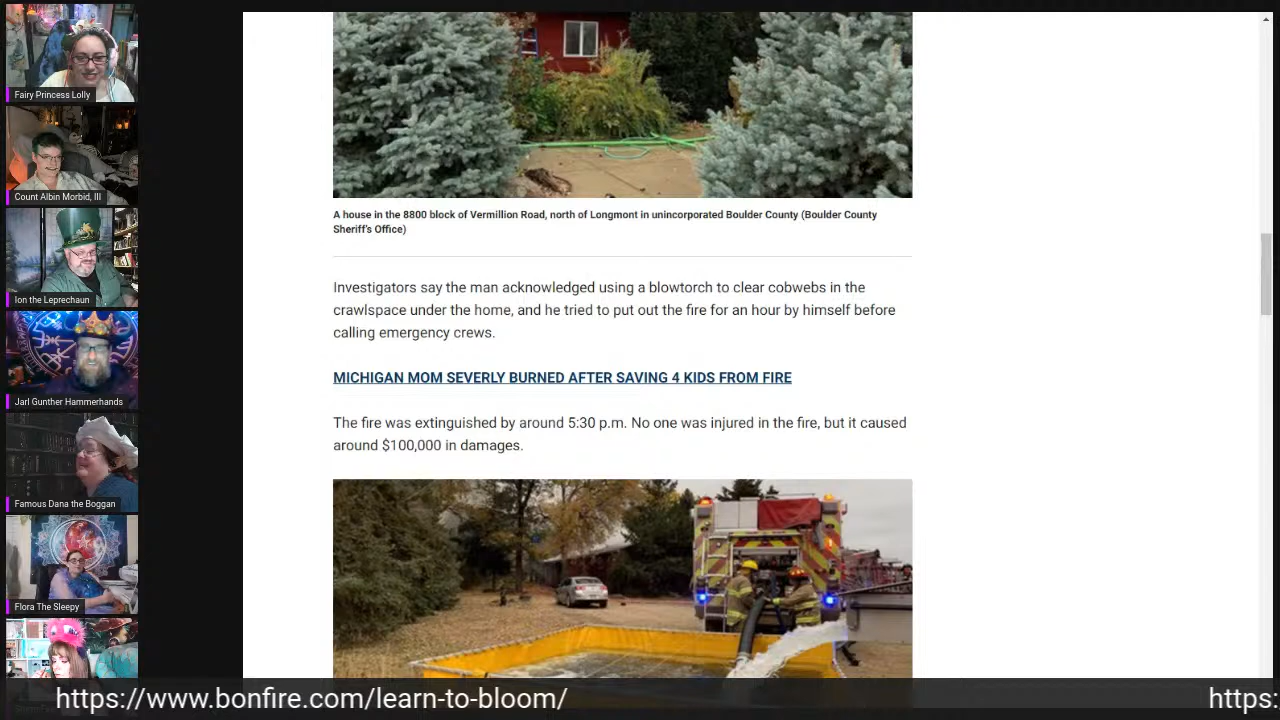 Fairy Princess Lolly
Count Albin Morbid, III
Ion the Leprechaun
Jarl Gunther Hammerhands
Famous Dana the Boggan
Flora The Sleepy
A house in the 8800 block of Vermillion Road, north of Longmont in unincorporated Boulder County (Boulder County
Sheriff's Office)
Investigators say the man acknowledged using a blowtorch to clear cobwebs in the
crawlspace under the home, and he tried to put out the fire for an hour by himself before
calling emergency crews.
MICHIGAN MOM SEVERLY BURNED AFTER SAVING 4 KIDS FROM FIRE
The fire was extinguished by around 5:30 p.m. No one was injured in the fire, but it caused
around $100,000 in damages.
https://www.bonfire.com/learn-to-bloom/
https: